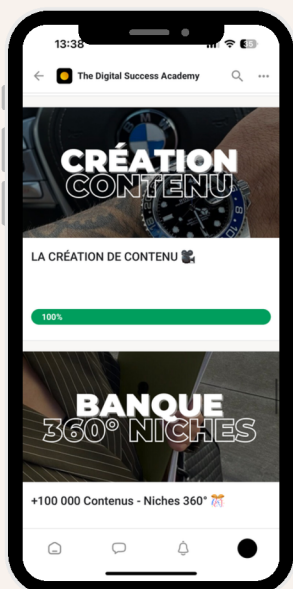 13:38
35
The Digital Success Academy
CRÉATION
CONTENU
LA CRÉATION DE CONTENU
100%
BANQUE
360° NICHES
+100 000 Contenus - Niches 360°